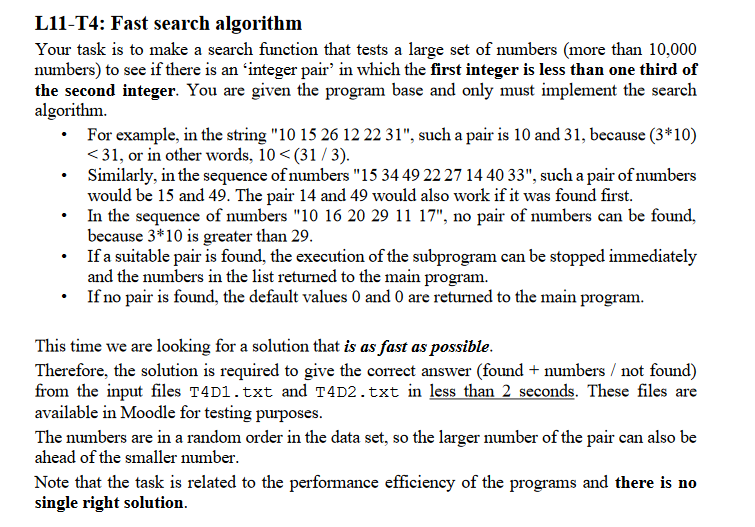 L11-T4: Fast search algorithm
Your task is to make a search function that tests a large set of numbers (more than 10,000
numbers) to see if there is an ‘integer pair’ in which the first integer is less than one third of
the second integer. You are given the program base and only must implement the search
algorithm.
• For example, in the string "10 15 26 12 22 31", such a pair is 10 and 31, because (3*10)
< 31, or in other words, 10 < (31 / 3).
• Similarly, in the sequence of numbers "15 34 49 22 27 14 40 33", such a pair of numbers
would be 15 and 49. The pair 14 and 49 would also work if it was found first.
• In the sequence of numbers "10 16 20 29 11 17", no pair of numbers can be found,
because 3*10 is greater than 29.
• If a suitable pair is found, the execution of the subprogram can be stopped immediately
and the numbers in the list returned to the main program.
• If no pair is found, the default values 0 and 0 are returned to the main program.
This time we are looking for a solution that is as fast as possible.
Therefore, the solution is required to give the correct answer (found + numbers / not found)
from the input files T4D1.txt and T4D2.txt in less than 2 seconds. These files are
available in Moodle for testing purposes.
The numbers are in a random order in the data set, so the larger number of the pair can also be
ahead of the smaller number.
Note that the task is related to the performance efficiency of the programs and there is no
single right solution.